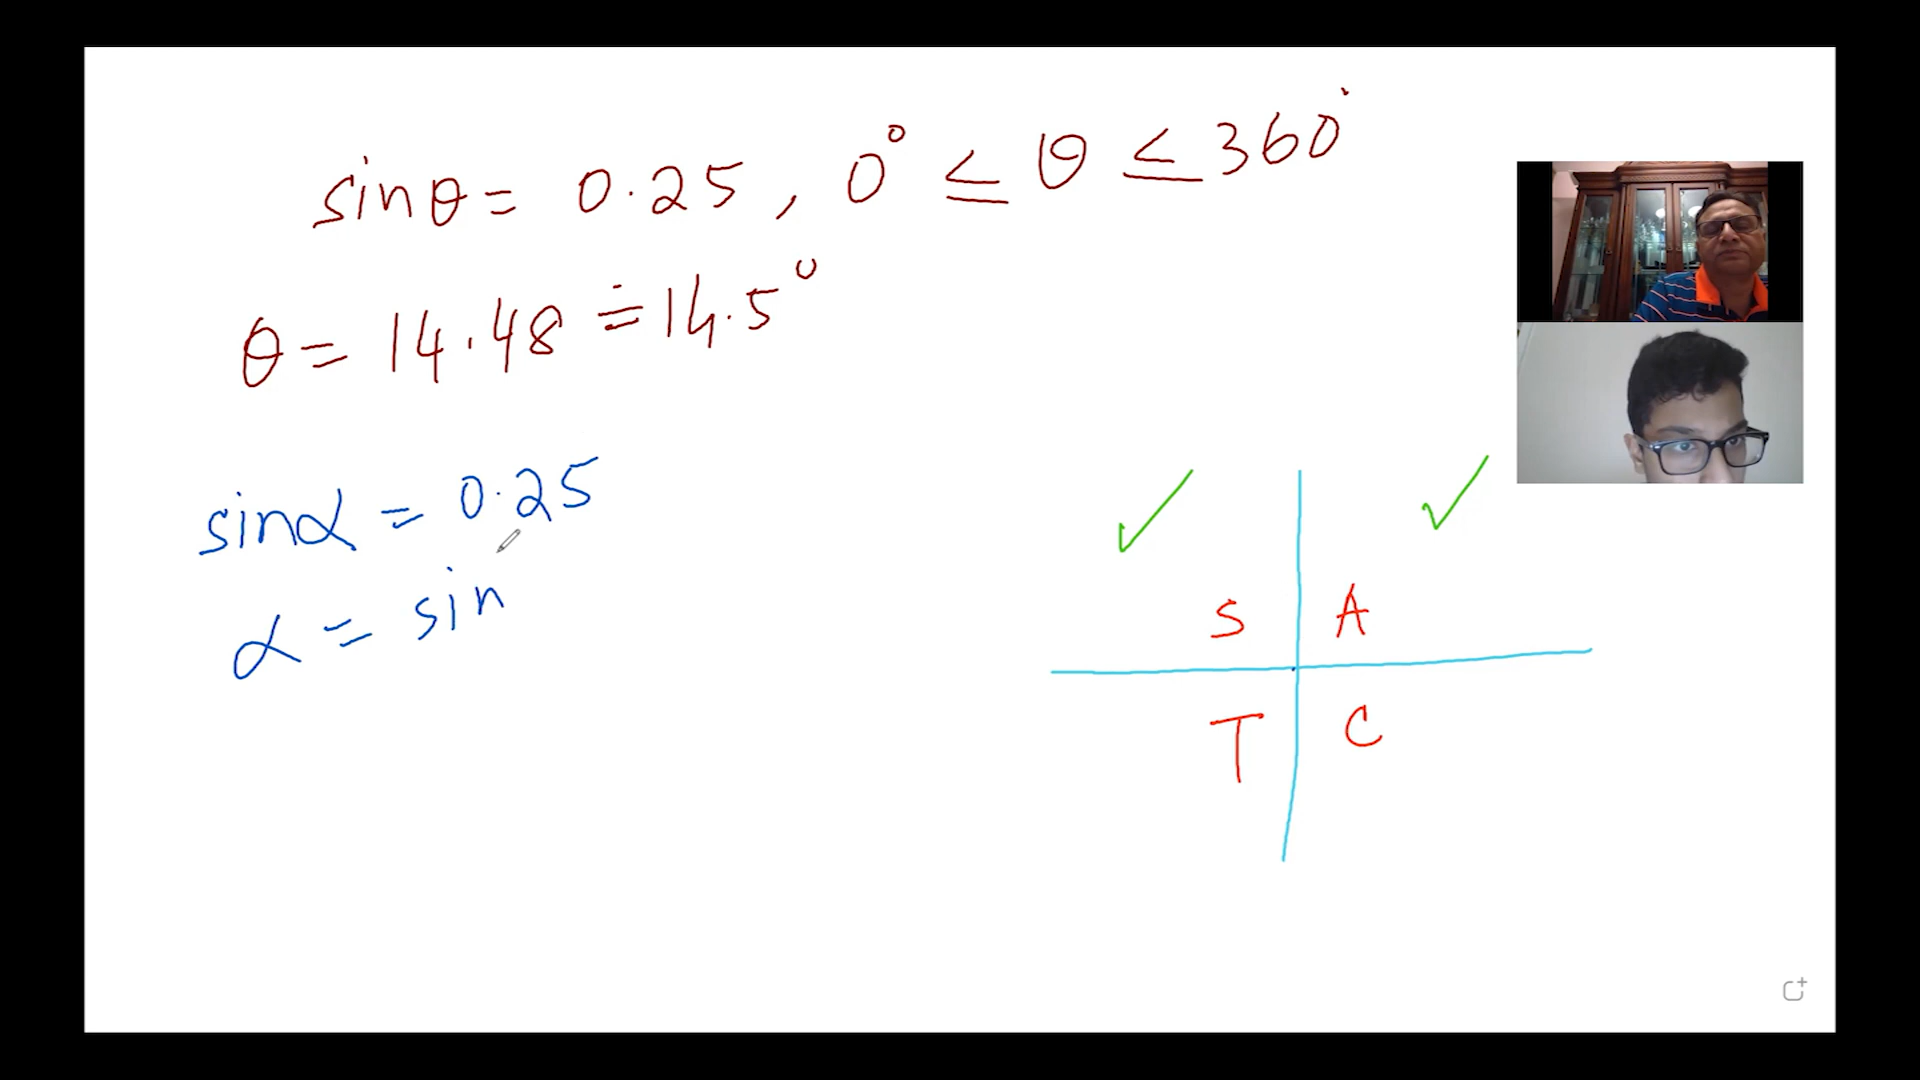 sinθ = 0.25, 0° ≤ θ ≤ 360°
θ = 14.48 ≐ 14.5°
sinα = 0.25
α = sin
S A
T C